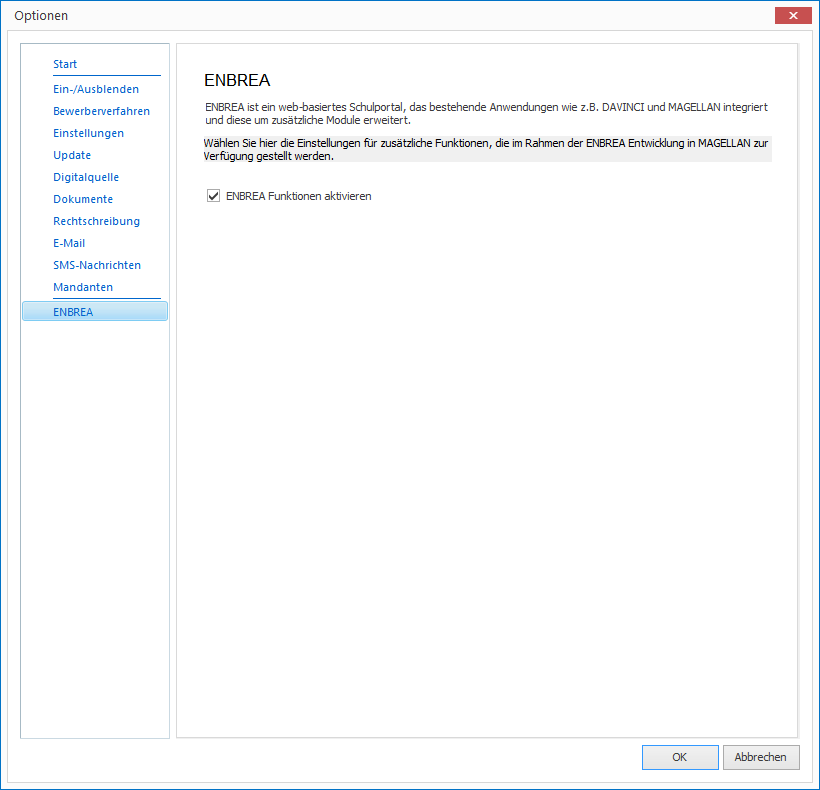 Optionen
Start
Ein-/Ausblenden
Bewerberverfahren
Einstellungen
Update
Digitalquelle
Dokumente
Rechtschreibung
E-Mail
SMS-Nachrichten
Mandanten
ENBREA
ENBREA
ENBREA ist ein web-basiertes Schulportal, das bestehende Anwendungen wie z.B. DAVINCI und MAGELLAN integriert
und diese um zusätzliche Module erweitert.
Wählen Sie hier die Einstellungen für zusätzliche Funktionen, die im Rahmen der ENBREA Entwicklung in MAGELLAN zur
Verfügung gestellt werden.
ENBREA Funktionen aktivieren
OK
Abbrechen